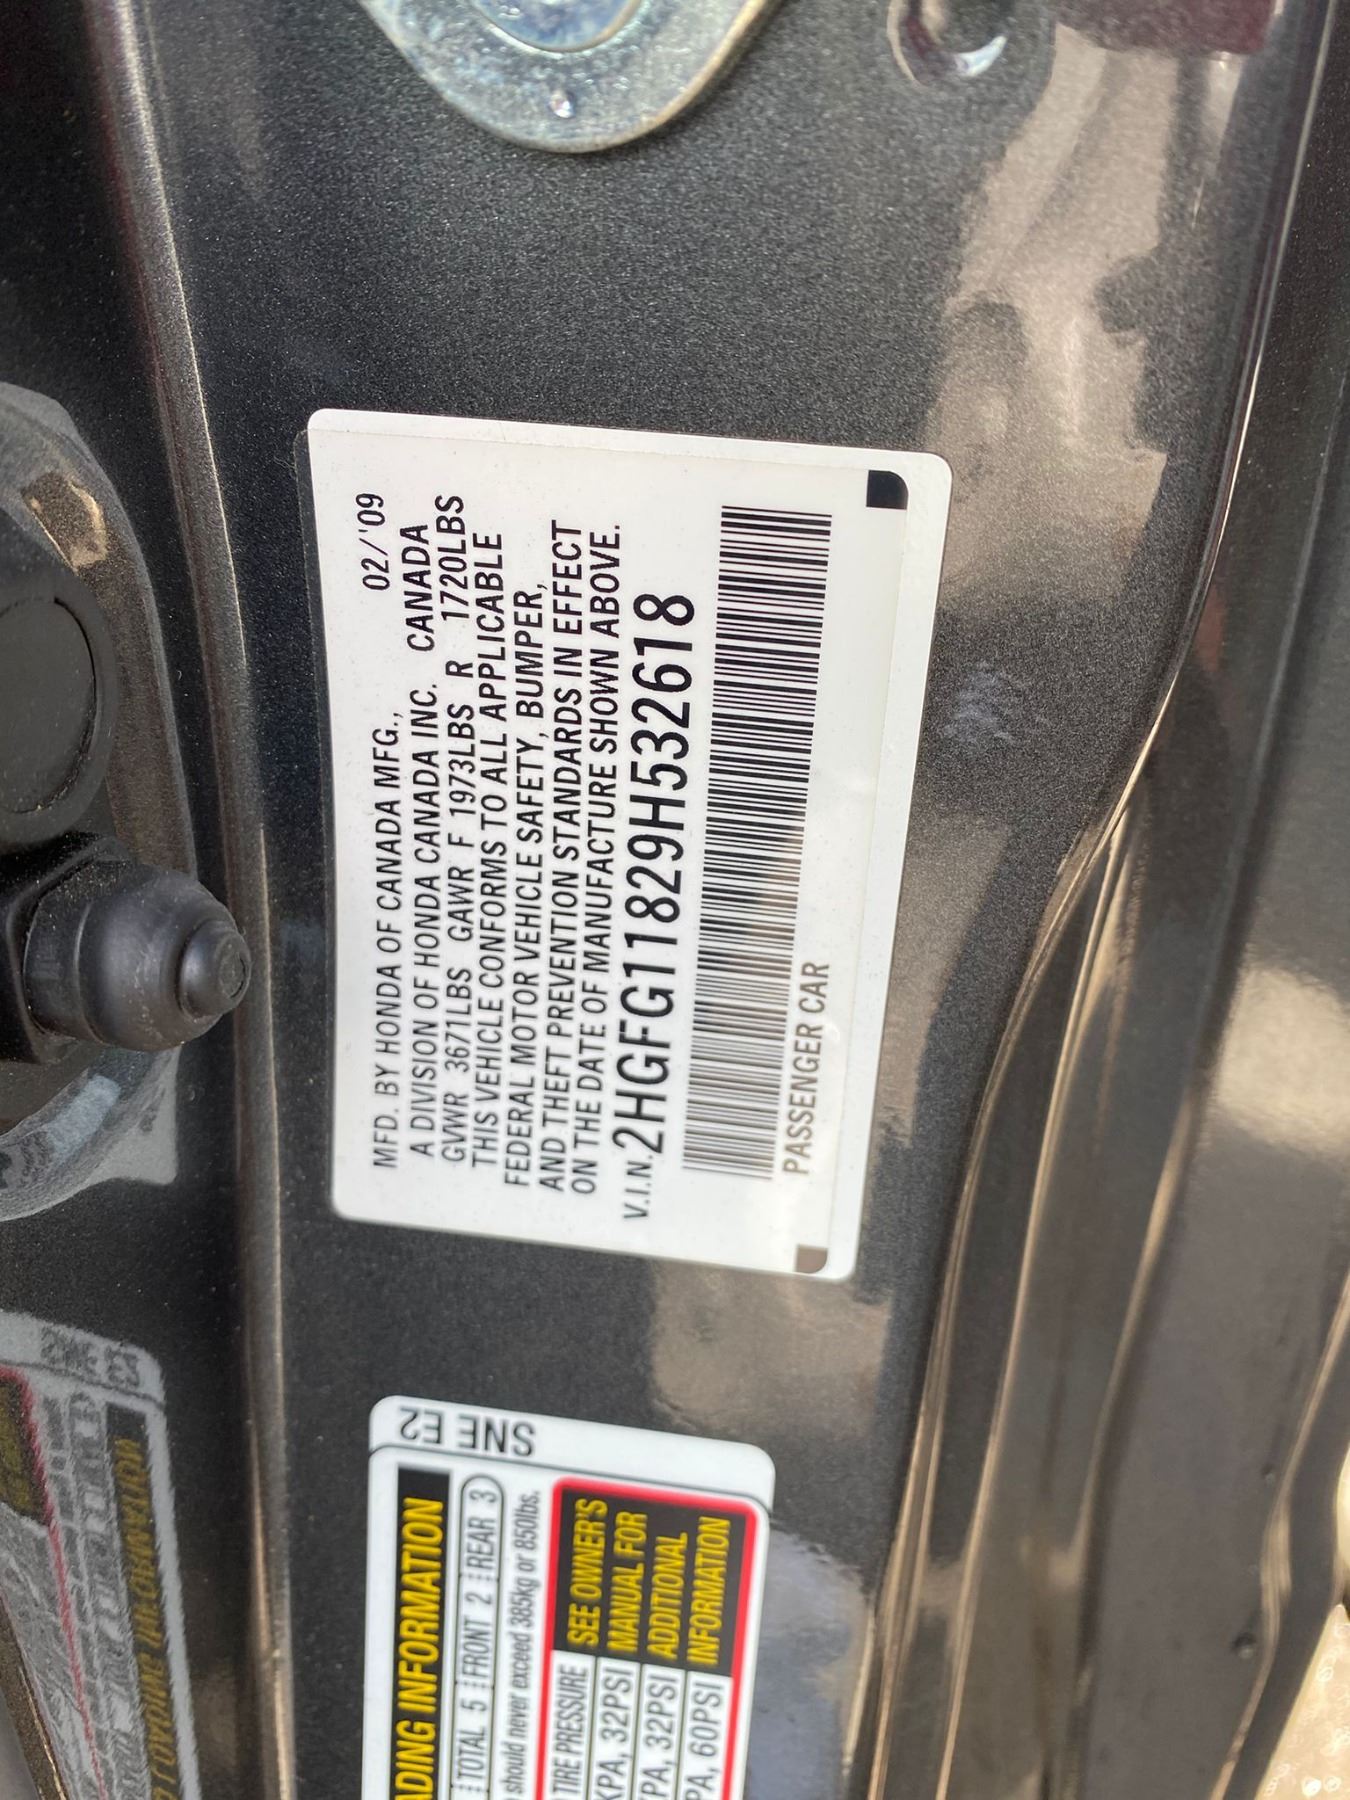 MFD. BY HONDA OF CANADA MFG., 02/'09
A DIVISION OF HONDA CANADA INC. CANADA
GVWR 3671LBS GAWR F 1973LBS R 1720LBS
THIS VEHICLE CONFORMS TO ALL APPLICABLE
FEDERAL MOTOR VEHICLE SAFETY, BUMPER,
AND THEFT PREVENTION STANDARDS IN EFFECT
ON THE DATE OF MANUFACTURE SHOWN ABOVE.
V.I.N. 2HGFG11829H532618
PASSENGER CAR
SNE E2
ADING INFORMATION
TOTAL 5 FRONT 2 REAR 3
should never exceed 385kg or 850lbs.
TIRE PRESSURE
KPA, 32PSI
PA, 32PSI
PA, 60PSI
SEE OWNER'S
MANUAL FOR
ADDITIONAL
INFORMATION